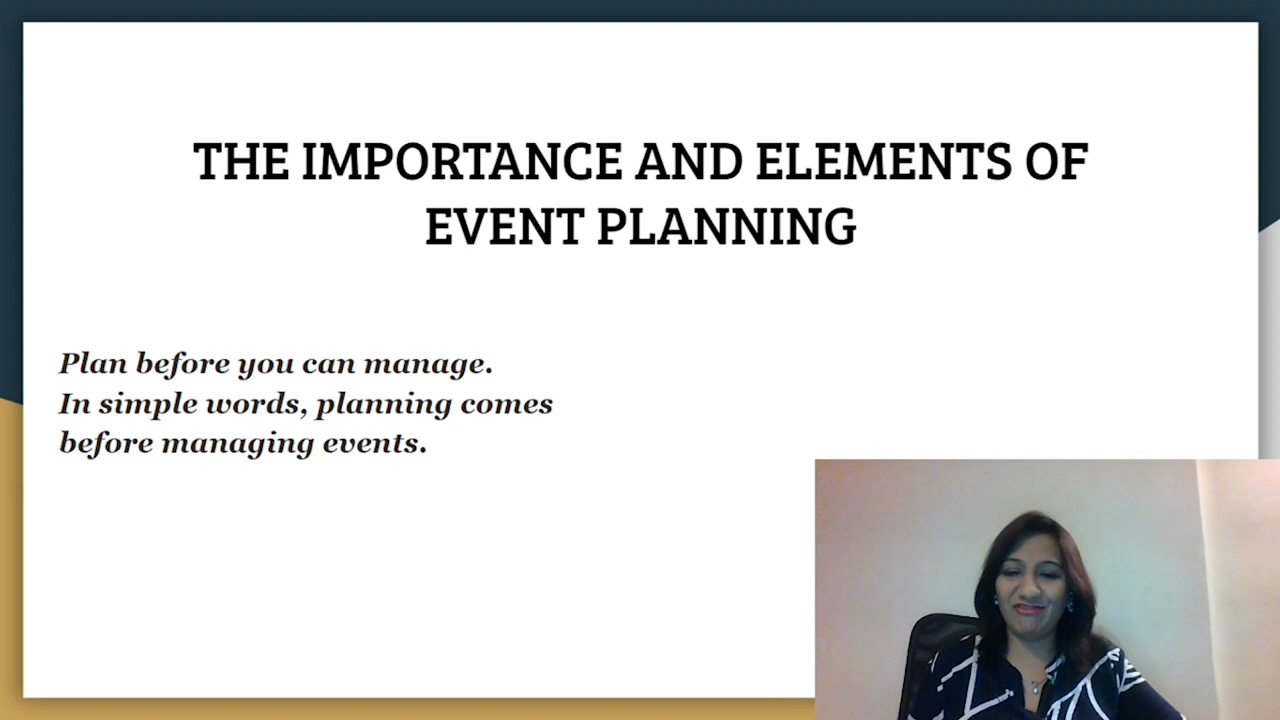 THE IMPORTANCE AND ELEMENTS OF
EVENT PLANNING
Plan before you can manage.
In simple words, planning comes
before managing events.